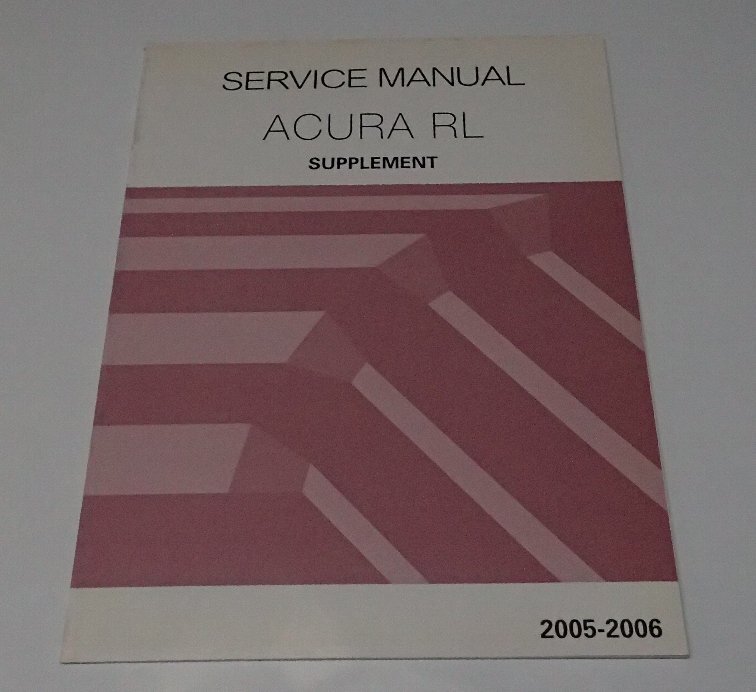 SERVICE MANUAL
ACURA RL
SUPPLEMENT
2005-2006